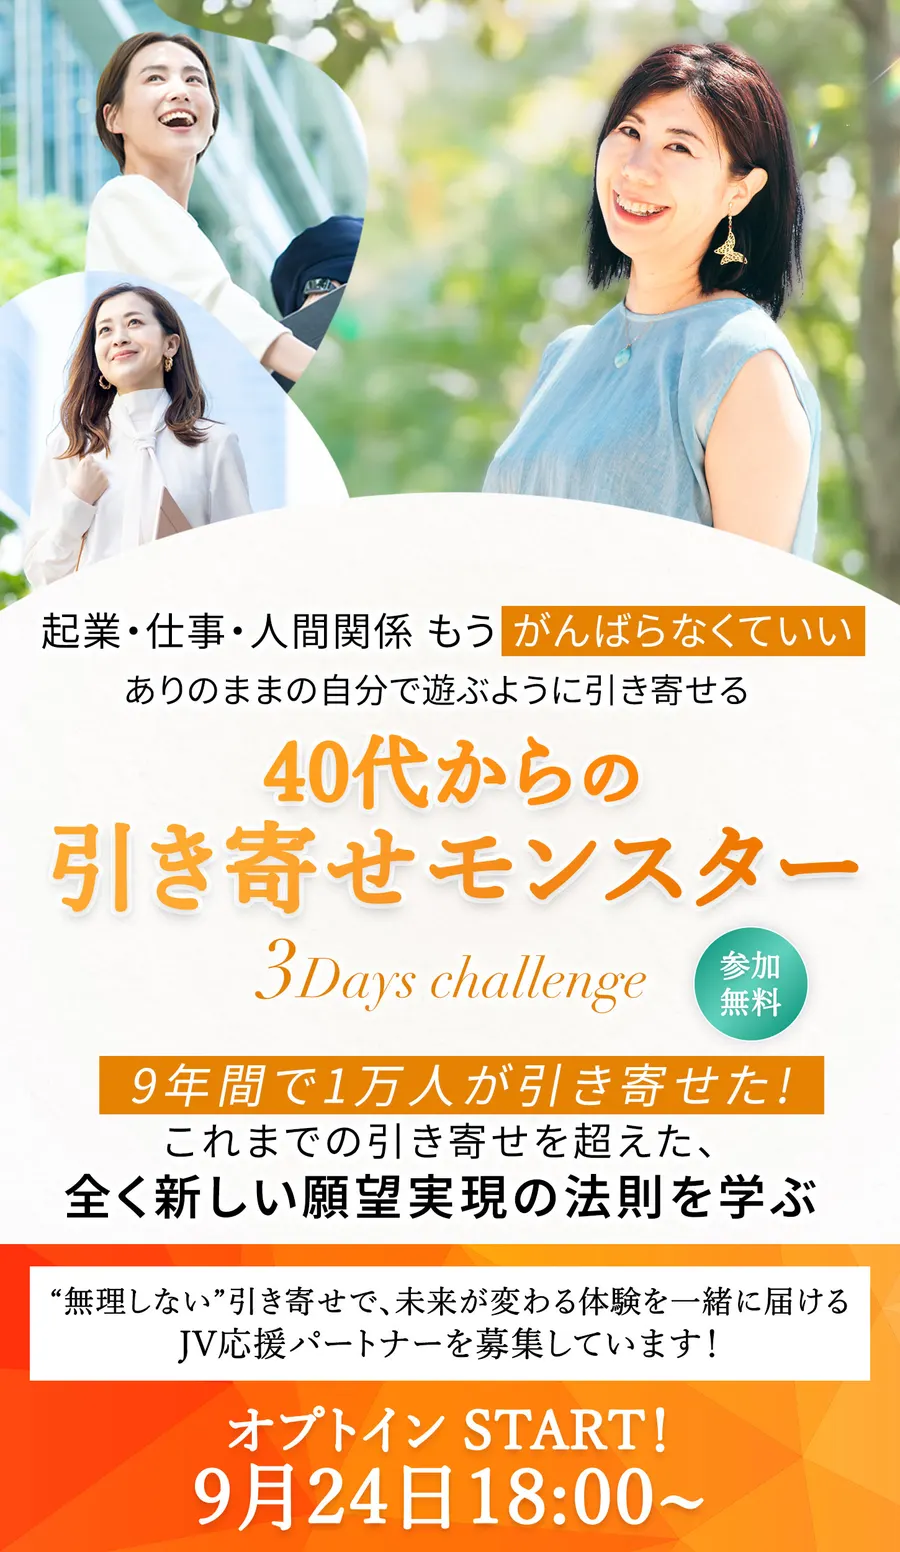 起業・仕事・人間関係 もう がんばらなくていい
ありのままの自分で遊ぶように引き寄せる
40代からの
引き寄せモンスター
3Days challenge
参加
無料
9年間で1万人が引き寄せた!
これまでの引き寄せを超えた、
全く新しい願望実現の法則を学ぶ
“無理しない”引き寄せで、未来が変わる体験を一緒に届ける
JV応援パートナーを募集しています!
オプトイン START!
9月24日18:00~